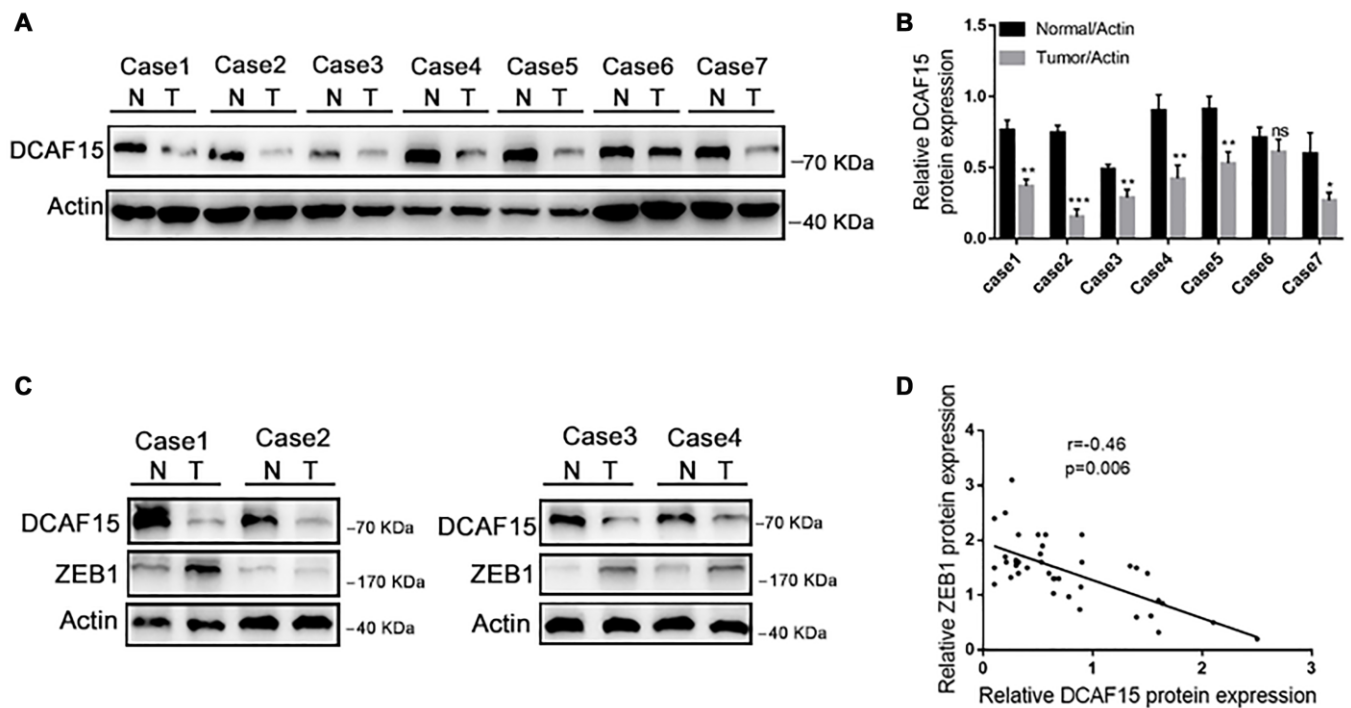 A
Case1 Case2 Case3 Case4 Case5 Case6 Case7
N T N T N T N T N T N T N T
DCAF15
–70 KDa
Actin
–40 KDa
B
Relative DCAF15
protein expression
1.5
1.0
0.5
0.0
Normal/Actin
Tumor/Actin
** *** ** ** ** ns *
case1 case2 Case3 Case4 Case5 Case6 Case7
C
Case1 Case2
N T N T
DCAF15
–70 KDa
ZEB1
–170 KDa
Actin
–40 KDa
Case3 Case4
N T N T
DCAF15
–70 KDa
ZEB1
–170 KDa
Actin
–40 KDa
D
Relative ZEB1 protein expression
4
3
2
1
0
r=-0.46
p=0.006
0 1 2 3
Relative DCAF15 protein expression